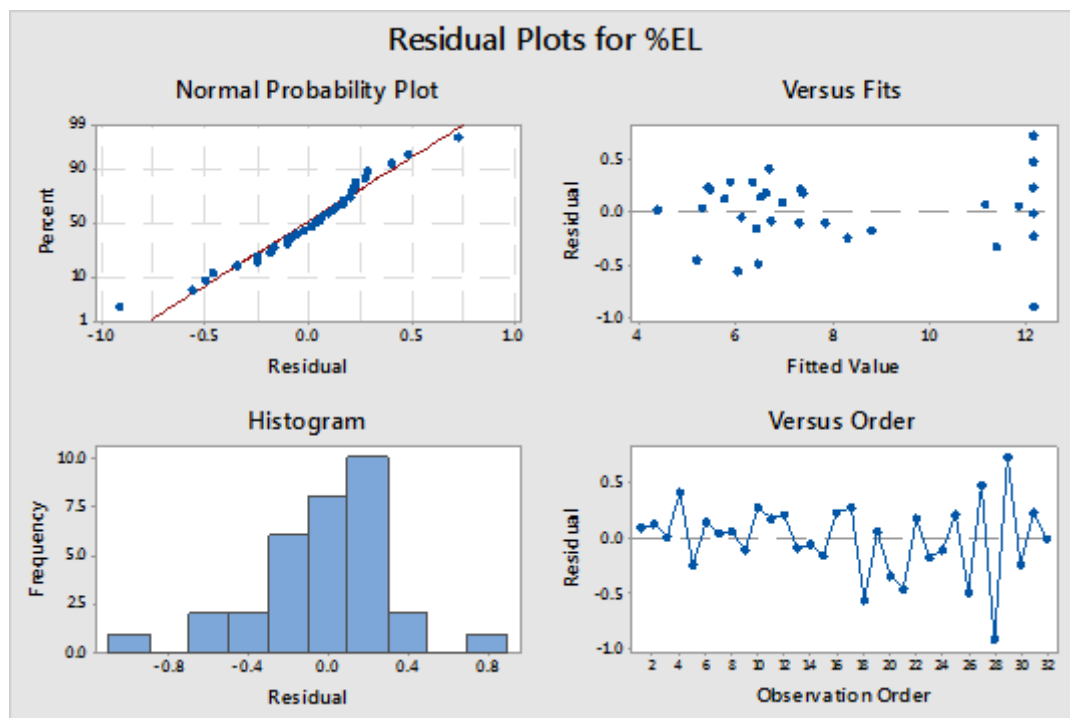 Residual Plots for %EL
Normal Probability Plot
99
90
50
10
1
Percent
-1.0 -0.5 0.0 0.5 1.0
Residual
Versus Fits
0.5
0.0
-0.5
-1.0
Residual
4 6 8 10 12
Fitted Value
Histogram
10.0
7.5
5.0
2.5
0.0
Frequency
-0.8 -0.4 0.0 0.4 0.8
Residual
Versus Order
0.5
0.0
-0.5
-1.0
Residual
2 4 6 8 10 12 14 16 18 20 22 24 26 28 30 32
Observation Order